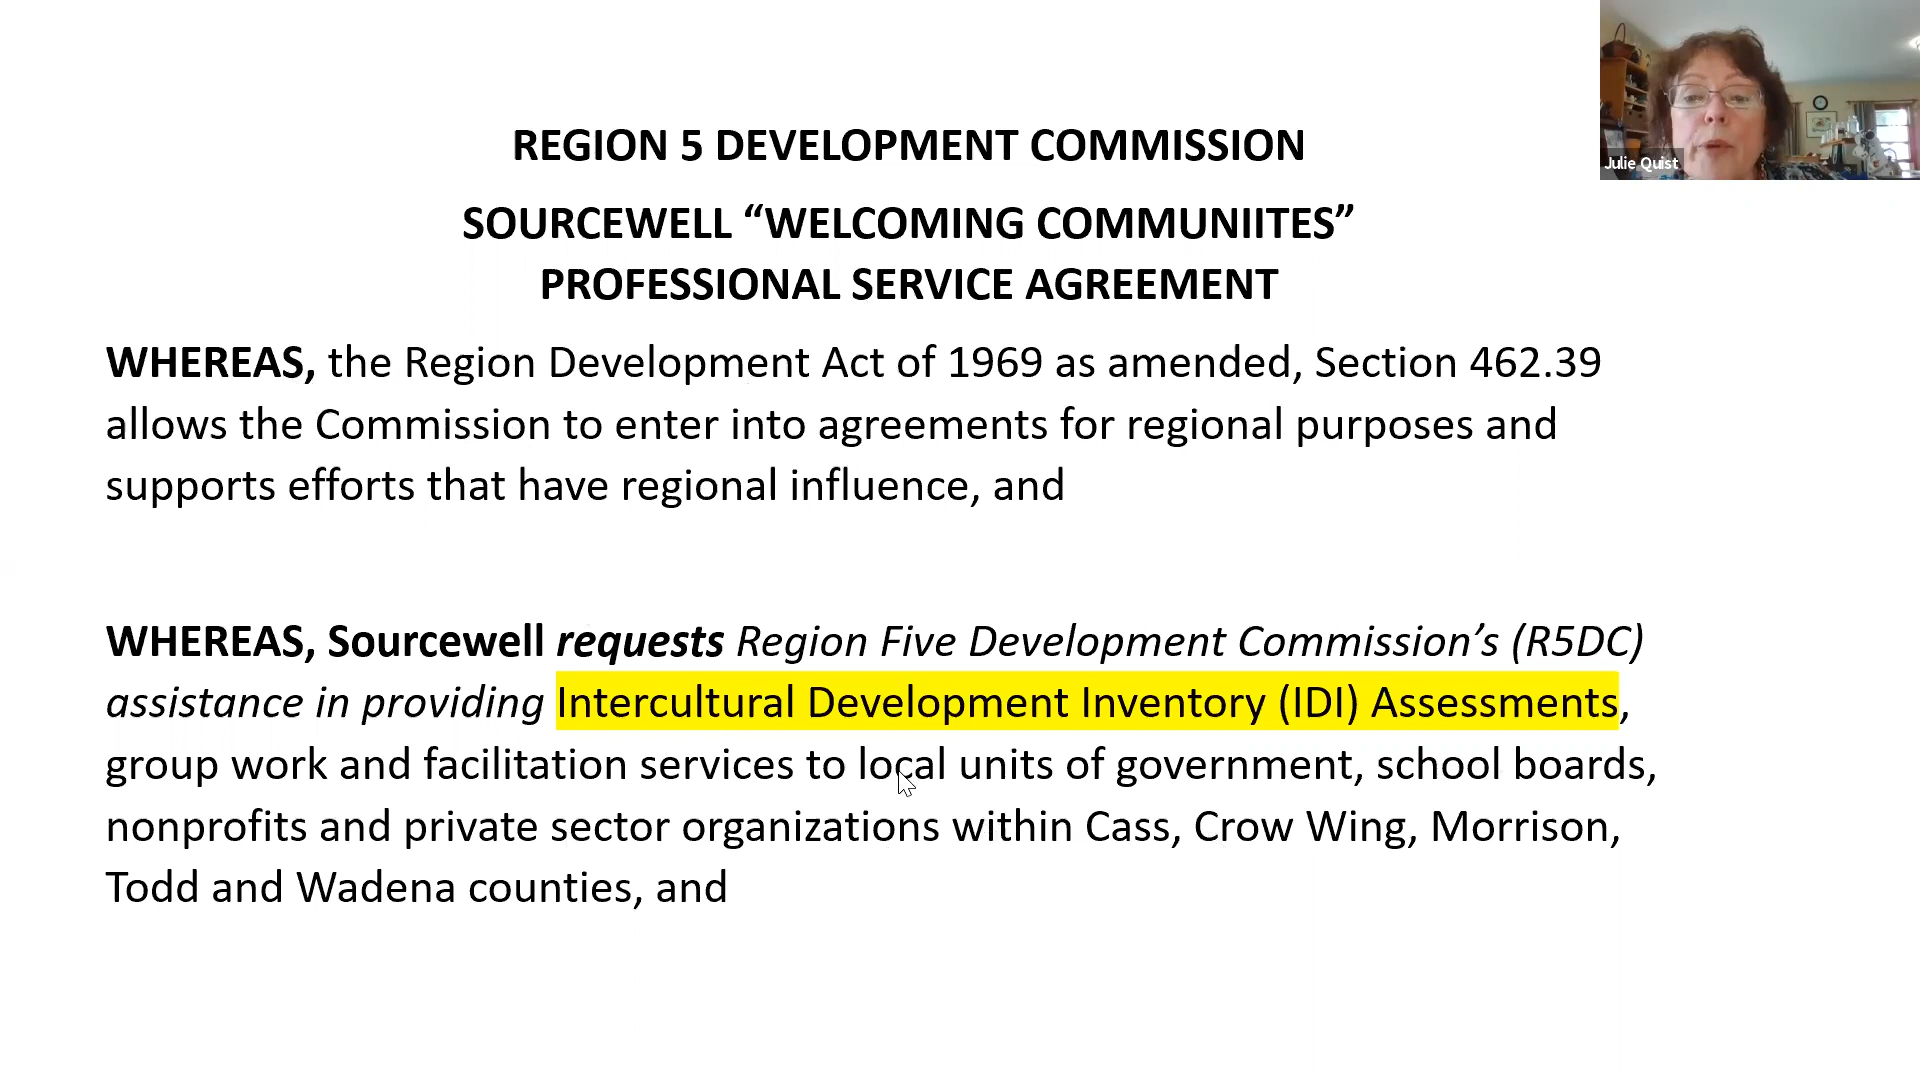 REGION 5 DEVELOPMENT COMMISSION
SOURCEWELL “WELCOMING COMMUNIITES”
PROFESSIONAL SERVICE AGREEMENT
WHEREAS, the Region Development Act of 1969 as amended, Section 462.39
allows the Commission to enter into agreements for regional purposes and
supports efforts that have regional influence, and
WHEREAS, Sourcewell requests Region Five Development Commission’s (R5DC)
assistance in providing Intercultural Development Inventory (IDI) Assessments,
group work and facilitation services to local units of government, school boards,
nonprofits and private sector organizations within Cass, Crow Wing, Morrison,
Todd and Wadena counties, and
Julie Quist